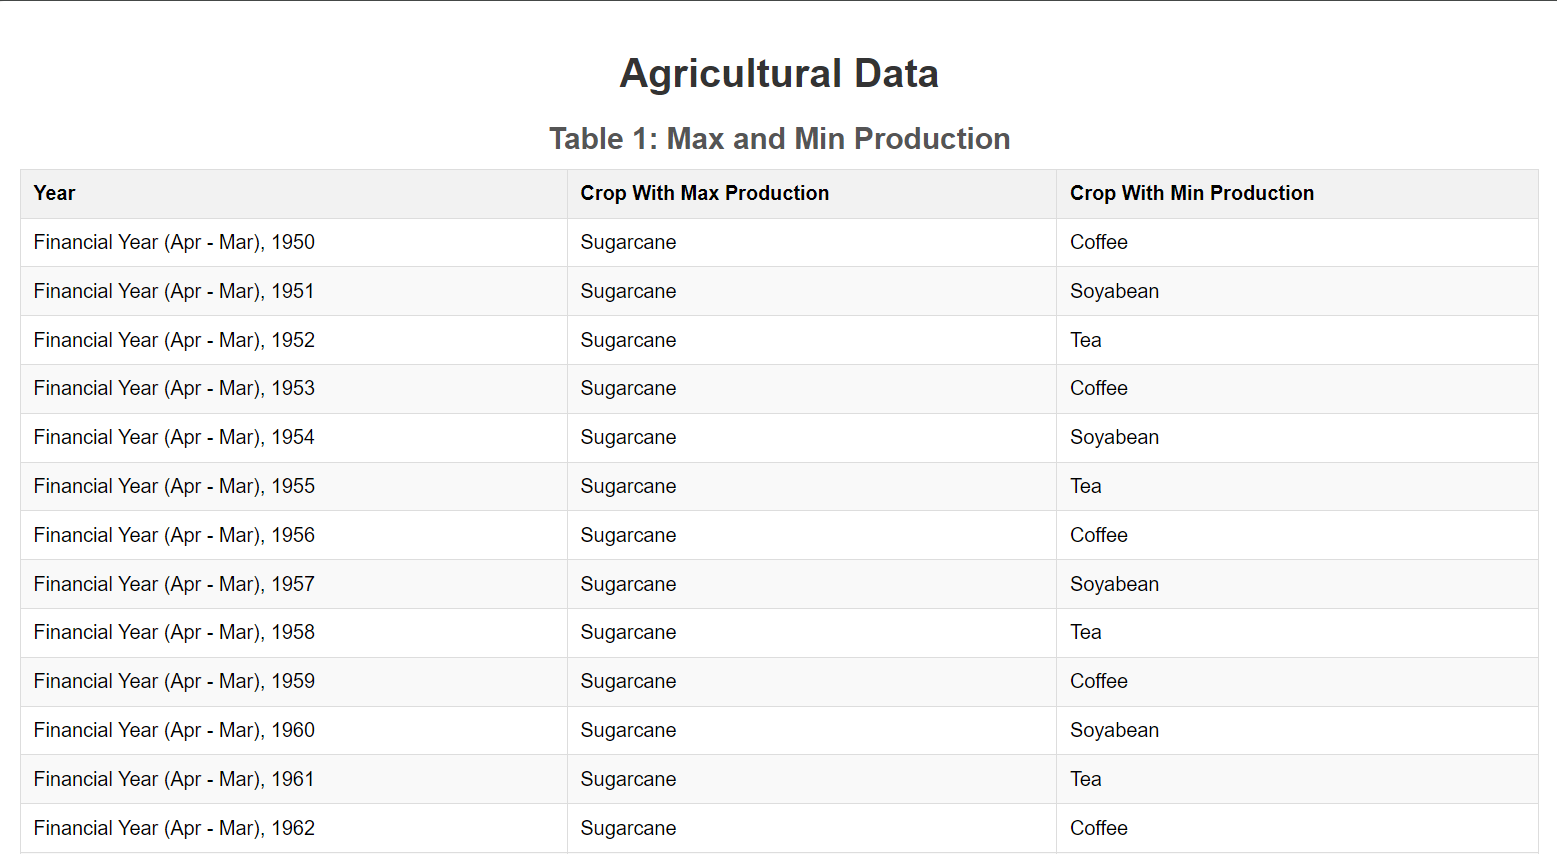 Agricultural Data
Table 1: Max and Min Production
Year Crop With Max Production Crop With Min Production
Financial Year (Apr - Mar), 1950 Sugarcane Coffee
Financial Year (Apr - Mar), 1951 Sugarcane Soyabean
Financial Year (Apr - Mar), 1952 Sugarcane Tea
Financial Year (Apr - Mar), 1953 Sugarcane Coffee
Financial Year (Apr - Mar), 1954 Sugarcane Soyabean
Financial Year (Apr - Mar), 1955 Sugarcane Tea
Financial Year (Apr - Mar), 1956 Sugarcane Coffee
Financial Year (Apr - Mar), 1957 Sugarcane Soyabean
Financial Year (Apr - Mar), 1958 Sugarcane Tea
Financial Year (Apr - Mar), 1959 Sugarcane Coffee
Financial Year (Apr - Mar), 1960 Sugarcane Soyabean
Financial Year (Apr - Mar), 1961 Sugarcane Tea
Financial Year (Apr - Mar), 1962 Sugarcane Coffee